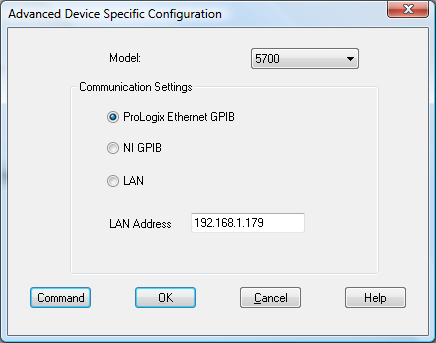 Advanced Device Specific Configuration
Model: 5700
Communication Settings
ProLogix Ethernet GPIB
NI GPIB
LAN
LAN Address 192.168.1.179
Command OK Cancel Help